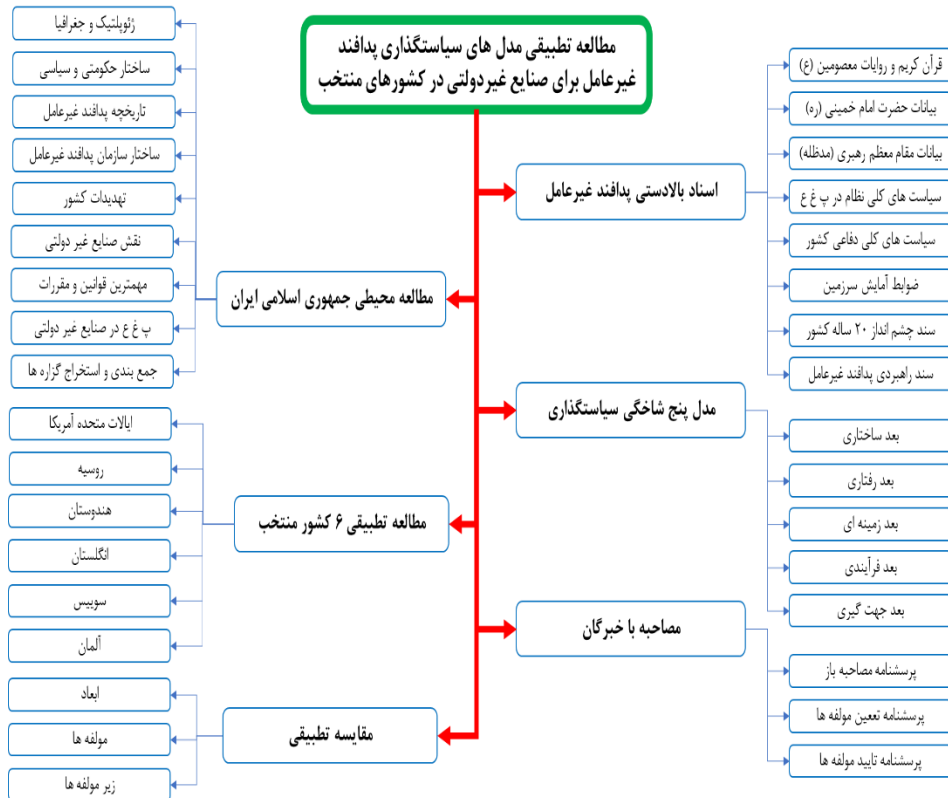 مطالعه تطبیقی مدل های سیاستگذاری پدافند
غیرعامل برای صنایع غیردولتی در کشورهای منتخب
اسناد بالادستی پدافند غیرعامل
قرآن کریم و روایات معصومین (ع)
بیانات حضرت امام خمینی (ره)
بیانات مقام معظم رهبری (مدظله)
سیاست های کلی نظام در پ غ ع
سیاست های کلی دفاعی کشور
ضوابط آمایش سرزمین
سند چشم انداز ۲۰ ساله کشور
سند راهبردی پدافند غیرعامل
مطالعه محیطی جمهوری اسلامی ایران
ژئوپلتیک و جغرافیا
ساختار حکومتی و سیاسی
تاریخچه پدافند غیرعامل
ساختار سازمان پدافند غیرعامل
تهدیدات کشور
نقش صنایع غیر دولتی
مهمترین قوانین و مقررات
پ غ ع در صنایع غیر دولتی
جمع بندی و استخراج گزاره ها
مدل پنج شاخگی سیاستگذاری
بعد ساختاری
بعد رفتاری
بعد زمینه ای
بعد فرآیندی
بعد جهت گیری
مطالعه تطبیقی ۶ کشور منتخب
ایالات متحده آمریکا
روسیه
هندوستان
انگلستان
سوییس
آلمان
مصاحبه با خبرگان
پرسشنامه مصاحبه باز
پرسشنامه تععین مولفه ها
پرسشنامه تایید مولفه ها
مقایسه تطبیقی
ابعاد
مولفه ها
زیر مولفه ها